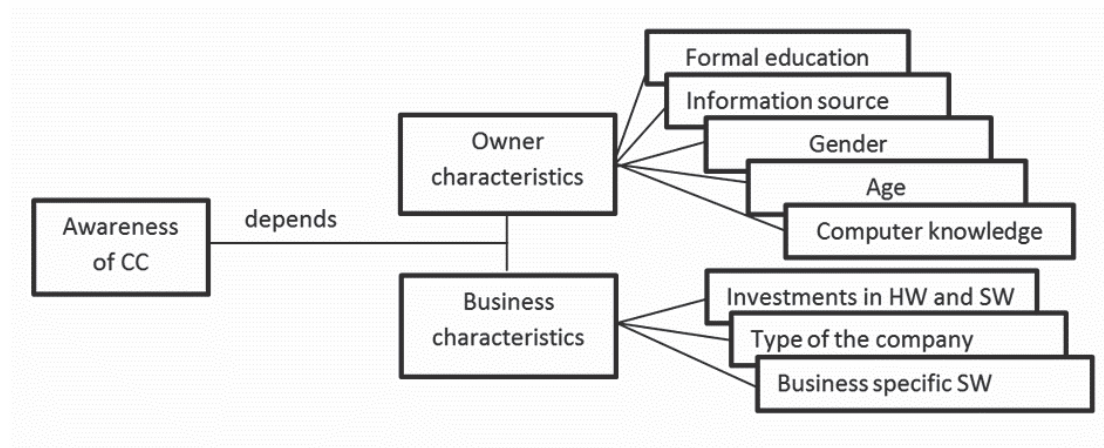 Formal education
Information source
Gender
Age
Computer knowledge
Owner
characteristics
Awareness
of CC
depends
Business
characteristics
Investments in HW and SW
Type of the company
Business specific SW